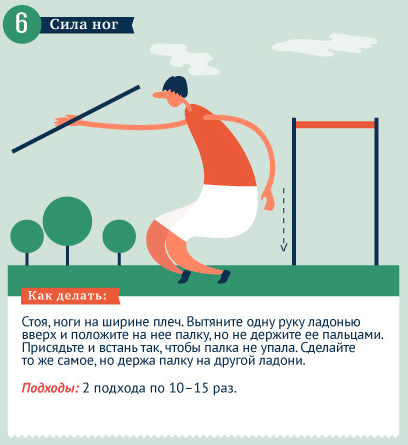 6
Сила ног
Как делать:
Стоя, ноги на ширине плеч. Вытяните одну руку ладонью
вверх и положите на нее палку, но не держите ее пальцами.
Присядьте и встань так, чтобы палка не упала. Сделайте
то же самое, но держа палку на другой ладони.
Подходы: 2 подхода по 10–15 раз.